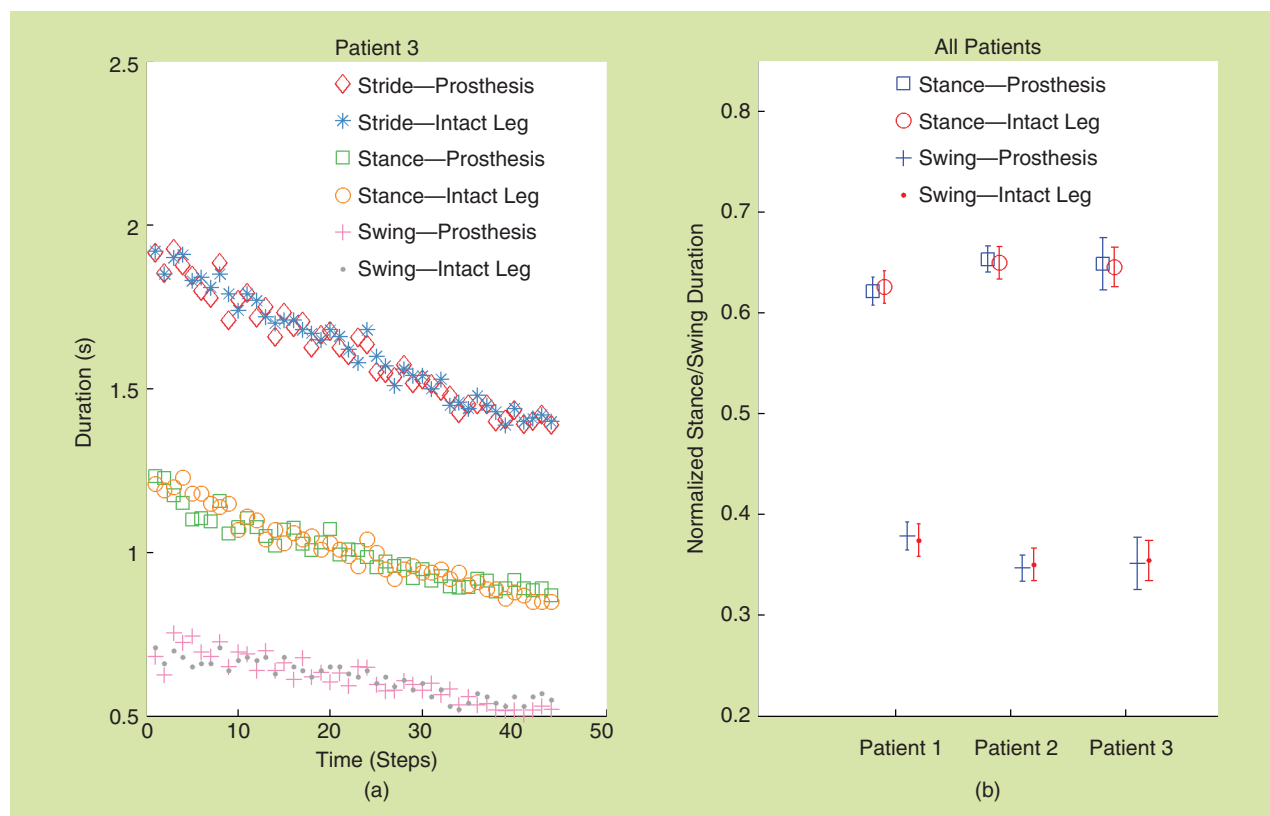 Patient 3
2.5
2
1.5
1
0.5
Duration (s)
Stride—Prosthesis
Stride—Intact Leg
Stance—Prosthesis
Stance—Intact Leg
Swing—Prosthesis
Swing—Intact Leg
0 10 20 30 40 50
Time (Steps)
(a)
All Patients
0.8
0.7
0.6
0.5
0.4
0.3
0.2
Normalized Stance/Swing Duration
Stance—Prosthesis
Stance—Intact Leg
Swing—Prosthesis
Swing—Intact Leg
Patient 1 Patient 2 Patient 3
(b)